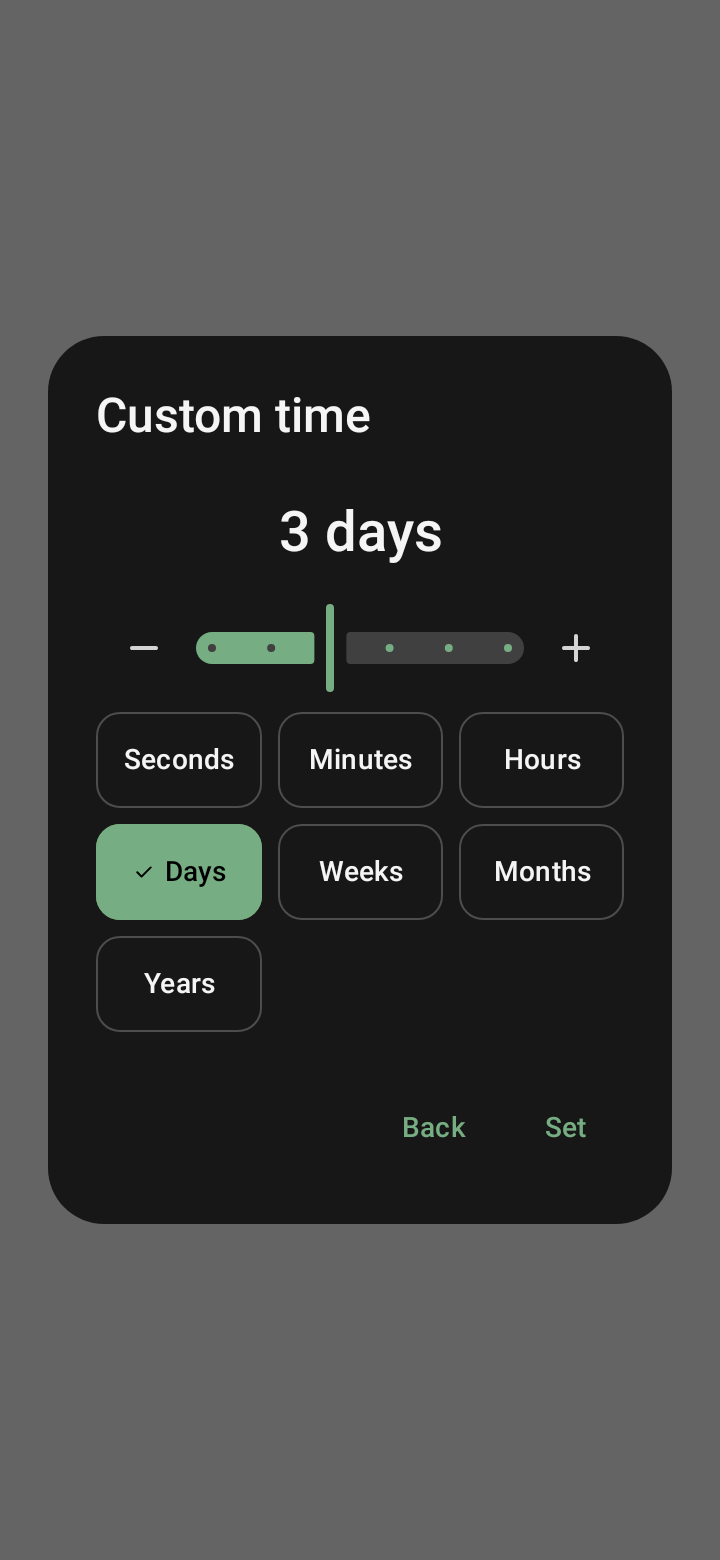 Custom time
3 days
Seconds Minutes Hours
Days Weeks Months
Years
Back Set